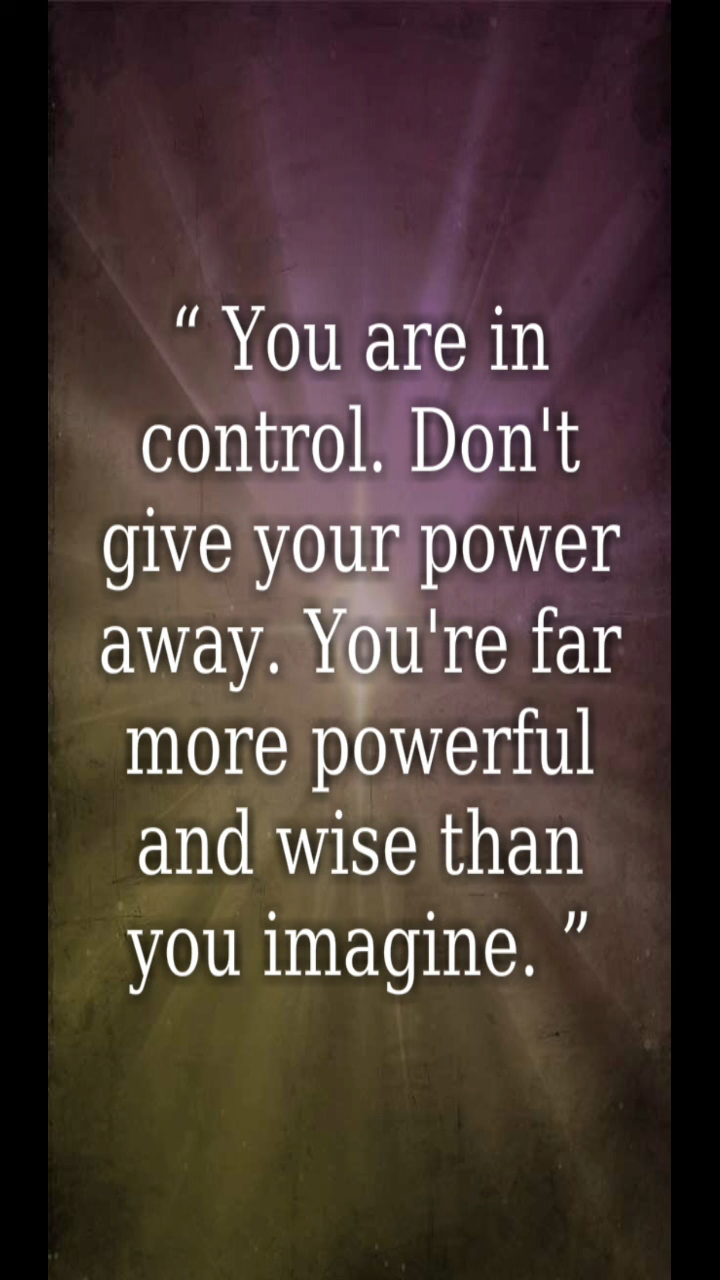 “ You are in
control. Don't
give your power
away. You're far
more powerful
and wise than
you imagine. ”